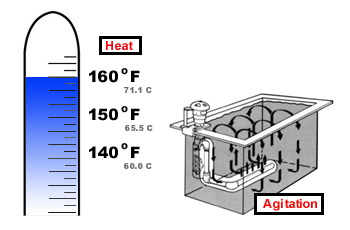 Heat
160°F
71.1 C
150°F
65.5 C
140°F
60.0 C
Agitation